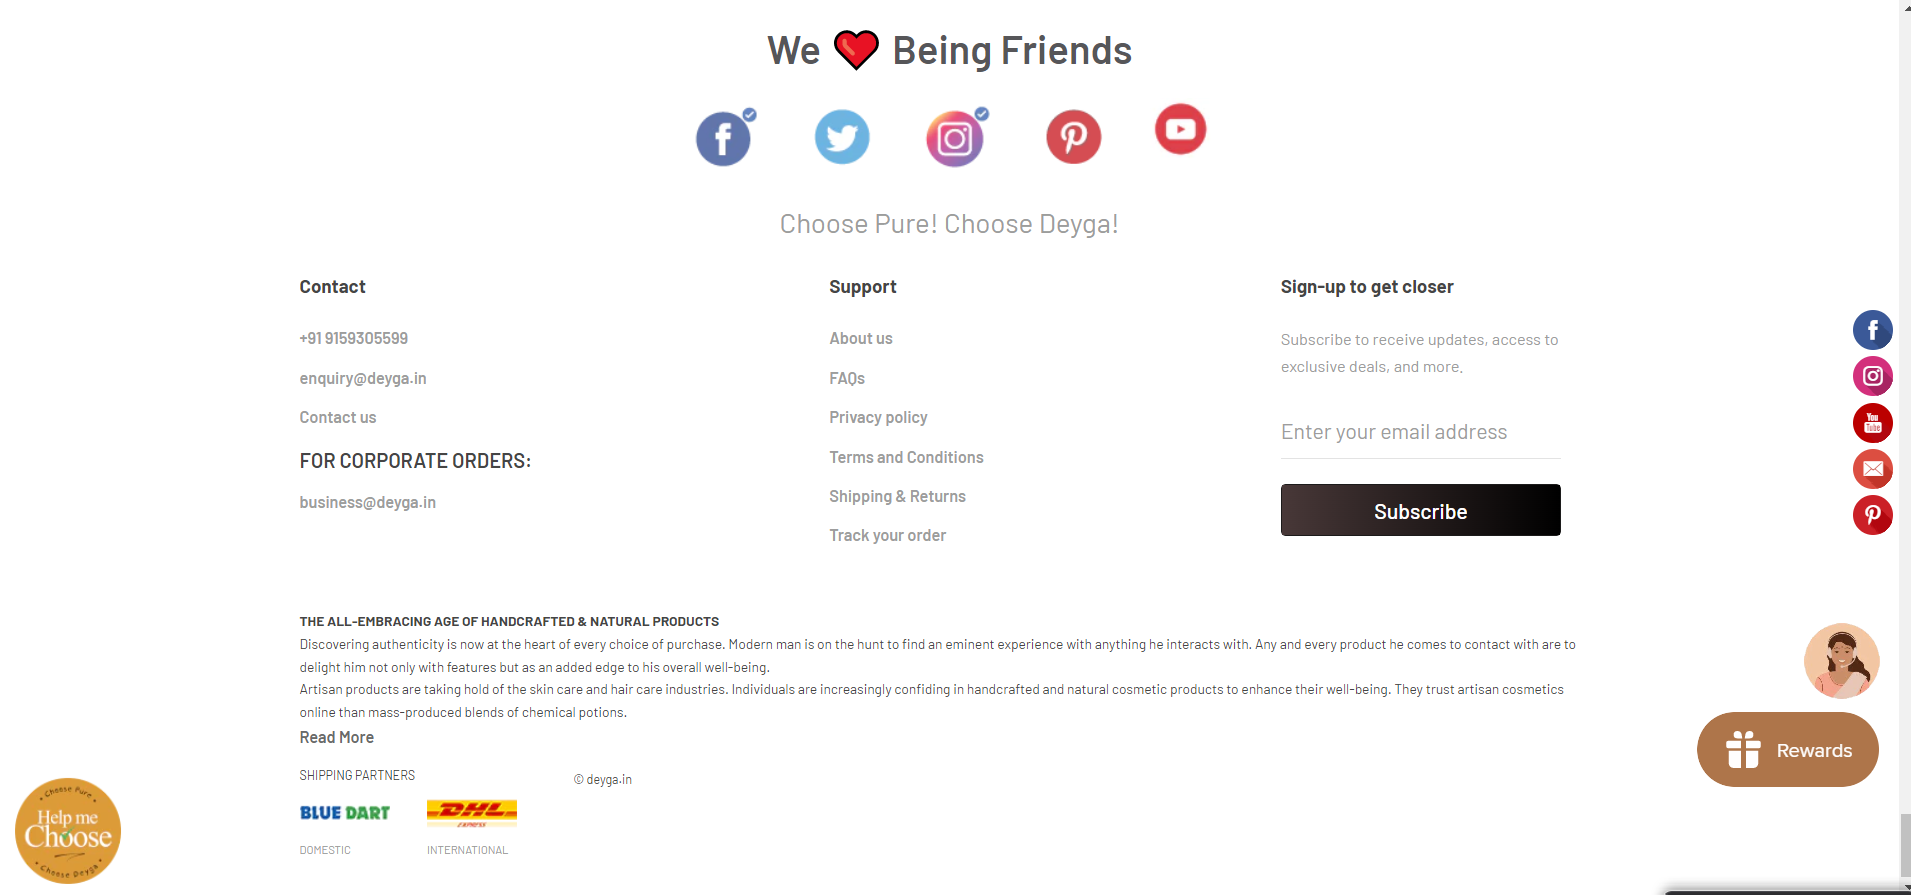 We ❤ Being Friends
Choose Pure! Choose Deyga!
Contact
+91 9159305599
enquiry@deyga.in
Contact us
FOR CORPORATE ORDERS:
business@deyga.in
Support
About us
FAQs
Privacy policy
Terms and Conditions
Shipping & Returns
Track your order
Sign-up to get closer
Subscribe to receive updates, access to
exclusive deals, and more.
Enter your email address
Subscribe
You
Tube
THE ALL-EMBRACING AGE OF HANDCRAFTED & NATURAL PRODUCTS
Discovering authenticity is now at the heart of every choice of purchase. Modern man is on the hunt to find an eminent experience with anything he interacts with. Any and every product he comes to contact with are to
delight him not only with features but as an added edge to his overall well-being.
Artisan products are taking hold of the skin care and hair care industries. Individuals are increasingly confiding in handcrafted and natural cosmetic products to enhance their well-being. They trust artisan cosmetics
online than mass-produced blends of chemical potions.
Read More
Rewards
SHIPPING PARTNERS
© deyga.in
BLUE DART
DHL
EXPRESS
DOMESTIC
INTERNATIONAL
Choose Pure
Help me
Choose
Choose Deyga